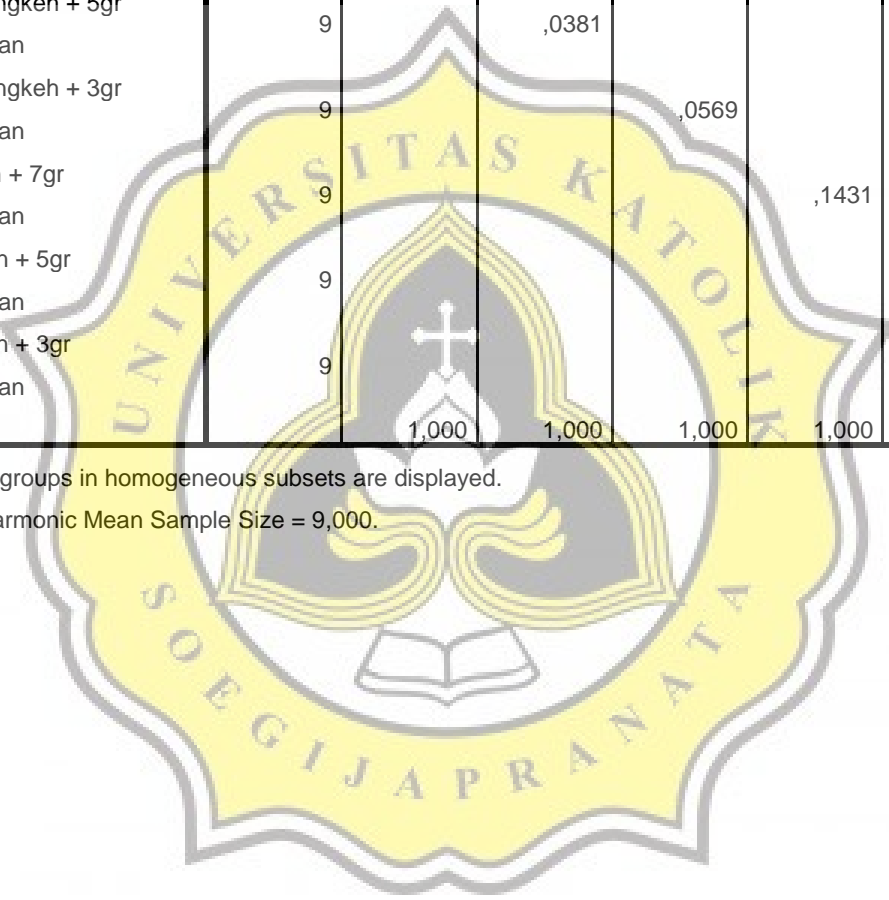 ngkeh + 5gr
9 ,0381
an
ngkeh + 3gr
9 ,0569
an
+ 7gr
9 ,1431
an
n + 5gr
9
an
n + 3gr
9
an
1,000 1,000 1,000 1,000
groups in homogeneous subsets are displayed.
armonic Mean Sample Size = 9,000.
UNIVERSITAS KATOLIK
SOEGIJAPRANATA